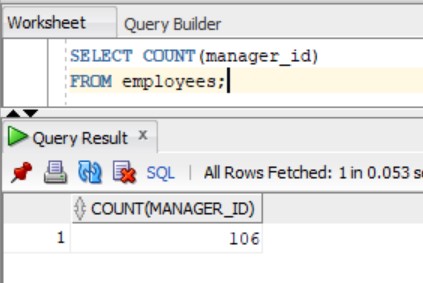 Worksheet Query Builder
SELECT COUNT(manager_id)
FROM employees;
Query Result x
SQL | All Rows Fetched: 1 in 0.053 s
COUNT(MANAGER_ID)
1 106